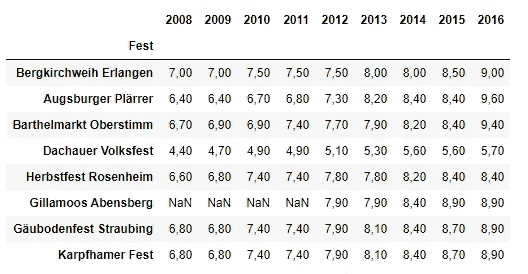 2008 2009 2010 2011 2012 2013 2014 2015 2016
Fest
Bergkirchweih Erlangen 7,00 7,00 7,50 7,50 7,50 8,00 8,00 8,50 9,00
Augsburger Plärrer 6,40 6,40 6,70 6,80 7,30 8,20 8,40 8,40 9,60
Barthelmarkt Oberstimm 6,70 6,90 6,90 7,40 7,70 7,90 8,20 8,40 9,40
Dachauer Volksfest 4,40 4,70 4,90 4,90 5,10 5,30 5,60 5,60 5,70
Herbstfest Rosenheim 6,60 6,80 7,40 7,40 7,80 7,80 8,20 8,40 8,40
Gillamoos Abensberg NaN NaN NaN NaN 7,90 7,90 8,40 8,90 8,90
Gäubodenfest Straubing 6,80 6,80 7,40 7,40 7,90 8,10 8,40 8,70 8,90
Karpfhamer Fest 6,80 6,80 7,40 7,40 7,90 8,10 8,40 8,70 8,90